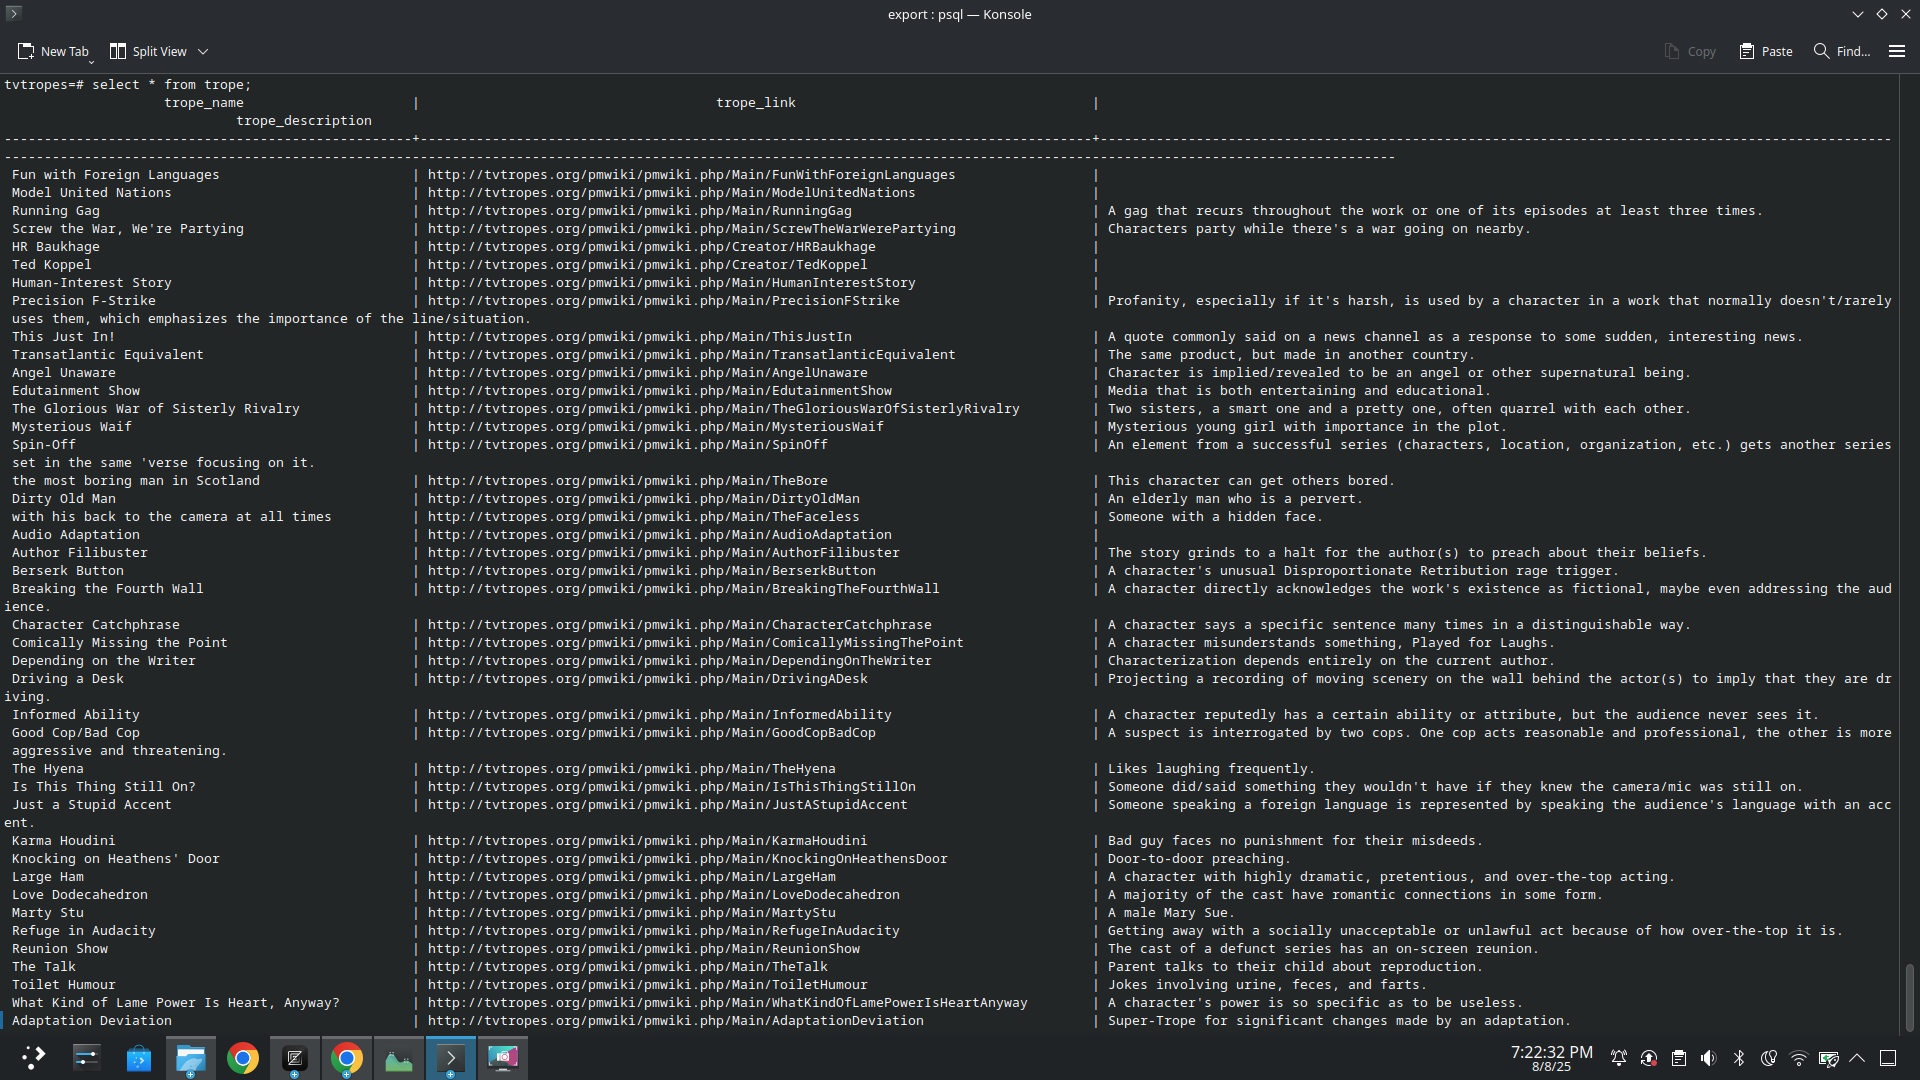 export : psql — Konsole
New Tab Split View Copy Paste Find...
tvtropes=# select * from trope;
trope_name | trope_link |
trope_description
---------------------------------------------------+-------------------------------------------------------------------------------------+---------------------------------------------------------------------------------------------------
------------------------------------------------------------------------------------------------------------------------------------------------------------------------------
Fun with Foreign Languages | http://tvtropes.org/pmwiki/pmwiki.php/Main/FunWithForeignLanguages |
Model United Nations | http://tvtropes.org/pmwiki/pmwiki.php/Main/ModelUnitedNations |
Running Gag | http://tvtropes.org/pmwiki/pmwiki.php/Main/RunningGag | A gag that recurs throughout the work or one of its episodes at least three times.
Screw the War, We're Partying | http://tvtropes.org/pmwiki/pmwiki.php/Main/ScrewTheWarWerePartying | Characters party while there's a war going on nearby.
HR Baukhage | http://tvtropes.org/pmwiki/pmwiki.php/Creator/HRBaukhage |
Ted Koppel | http://tvtropes.org/pmwiki/pmwiki.php/Creator/TedKoppel |
Human-Interest Story | http://tvtropes.org/pmwiki/pmwiki.php/Main/HumanInterestStory |
Precision F-Strike | http://tvtropes.org/pmwiki/pmwiki.php/Main/PrecisionFStrike | Profanity, especially if it's harsh, is used by a character in a work that normally doesn't/rarely
uses them, which emphasizes the importance of the line/situation.
This Just In! | http://tvtropes.org/pmwiki/pmwiki.php/Main/ThisJustIn | A quote commonly said on a news channel as a response to some sudden, interesting news.
Transatlantic Equivalent | http://tvtropes.org/pmwiki/pmwiki.php/Main/TransatlanticEquivalent | The same product, but made in another country.
Angel Unaware | http://tvtropes.org/pmwiki/pmwiki.php/Main/AngelUnaware | Character is implied/revealed to be an angel or other supernatural being.
Edutainment Show | http://tvtropes.org/pmwiki/pmwiki.php/Main/EdutainmentShow | Media that is both entertaining and educational.
The Glorious War of Sisterly Rivalry | http://tvtropes.org/pmwiki/pmwiki.php/Main/TheGloriousWarOfSisterlyRivalry | Two sisters, a smart one and a pretty one, often quarrel with each other.
Mysterious Waif | http://tvtropes.org/pmwiki/pmwiki.php/Main/MysteriousWaif | Mysterious young girl with importance in the plot.
Spin-Off | http://tvtropes.org/pmwiki/pmwiki.php/Main/SpinOff | An element from a successful series (characters, location, organization, etc.) gets another series
set in the same 'verse focusing on it.
the most boring man in Scotland | http://tvtropes.org/pmwiki/pmwiki.php/Main/TheBore | This character can get others bored.
Dirty Old Man | http://tvtropes.org/pmwiki/pmwiki.php/Main/DirtyOldMan | An elderly man who is a pervert.
with his back to the camera at all times | http://tvtropes.org/pmwiki/pmwiki.php/Main/TheFaceless | Someone with a hidden face.
Audio Adaptation | http://tvtropes.org/pmwiki/pmwiki.php/Main/AudioAdaptation |
Author Filibuster | http://tvtropes.org/pmwiki/pmwiki.php/Main/AuthorFilibuster | The story grinds to a halt for the author(s) to preach about their beliefs.
Berserk Button | http://tvtropes.org/pmwiki/pmwiki.php/Main/BerserkButton | A character's unusual Disproportionate Retribution rage trigger.
Breaking the Fourth Wall | http://tvtropes.org/pmwiki/pmwiki.php/Main/BreakingTheFourthWall | A character directly acknowledges the work's existence as fictional, maybe even addressing the aud
ience.
Character Catchphrase | http://tvtropes.org/pmwiki/pmwiki.php/Main/CharacterCatchphrase | A character says a specific sentence many times in a distinguishable way.
Comically Missing the Point | http://tvtropes.org/pmwiki/pmwiki.php/Main/ComicallyMissingThePoint | A character misunderstands something, Played for Laughs.
Depending on the Writer | http://tvtropes.org/pmwiki/pmwiki.php/Main/DependingOnTheWriter | Characterization depends entirely on the current author.
Driving a Desk | http://tvtropes.org/pmwiki/pmwiki.php/Main/DrivingADesk | Projecting a recording of moving scenery on the wall behind the actor(s) to imply that they are dr
iving.
Informed Ability | http://tvtropes.org/pmwiki/pmwiki.php/Main/InformedAbility | A character reputedly has a certain ability or attribute, but the audience never sees it.
Good Cop/Bad Cop | http://tvtropes.org/pmwiki/pmwiki.php/Main/GoodCopBadCop | A suspect is interrogated by two cops. One cop acts reasonable and professional, the other is more
aggressive and threatening.
The Hyena | http://tvtropes.org/pmwiki/pmwiki.php/Main/TheHyena | Likes laughing frequently.
Is This Thing Still On? | http://tvtropes.org/pmwiki/pmwiki.php/Main/IsThisThingStillOn | Someone did/said something they wouldn't have if they knew the camera/mic was still on.
Just a Stupid Accent | http://tvtropes.org/pmwiki/pmwiki.php/Main/JustAStupidAccent | Someone speaking a foreign language is represented by speaking the audience's language with an acc
ent.
Karma Houdini | http://tvtropes.org/pmwiki/pmwiki.php/Main/KarmaHoudini | Bad guy faces no punishment for their misdeeds.
Knocking on Heathens' Door | http://tvtropes.org/pmwiki/pmwiki.php/Main/KnockingOnHeathensDoor | Door-to-door preaching.
Large Ham | http://tvtropes.org/pmwiki/pmwiki.php/Main/LargeHam | A character with highly dramatic, pretentious, and over-the-top acting.
Love Dodecahedron | http://tvtropes.org/pmwiki/pmwiki.php/Main/LoveDodecahedron | A majority of the cast have romantic connections in some form.
Marty Stu | http://tvtropes.org/pmwiki/pmwiki.php/Main/MartyStu | A male Mary Sue.
Refuge in Audacity | http://tvtropes.org/pmwiki/pmwiki.php/Main/RefugeInAudacity | Getting away with a socially unacceptable or unlawful act because of how over-the-top it is.
Reunion Show | http://tvtropes.org/pmwiki/pmwiki.php/Main/ReunionShow | The cast of a defunct series has an on-screen reunion.
The Talk | http://tvtropes.org/pmwiki/pmwiki.php/Main/TheTalk | Parent talks to their child about reproduction.
Toilet Humour | http://tvtropes.org/pmwiki/pmwiki.php/Main/ToiletHumour | Jokes involving urine, feces, and farts.
What Kind of Lame Power Is Heart, Anyway? | http://tvtropes.org/pmwiki/pmwiki.php/Main/WhatKindOfLamePowerIsHeartAnyway | A character's power is so specific as to be useless.
Adaptation Deviation | http://tvtropes.org/pmwiki/pmwiki.php/Main/AdaptationDeviation | Super-Trope for significant changes made by an adaptation.
7:22:32 PM
8/8/25